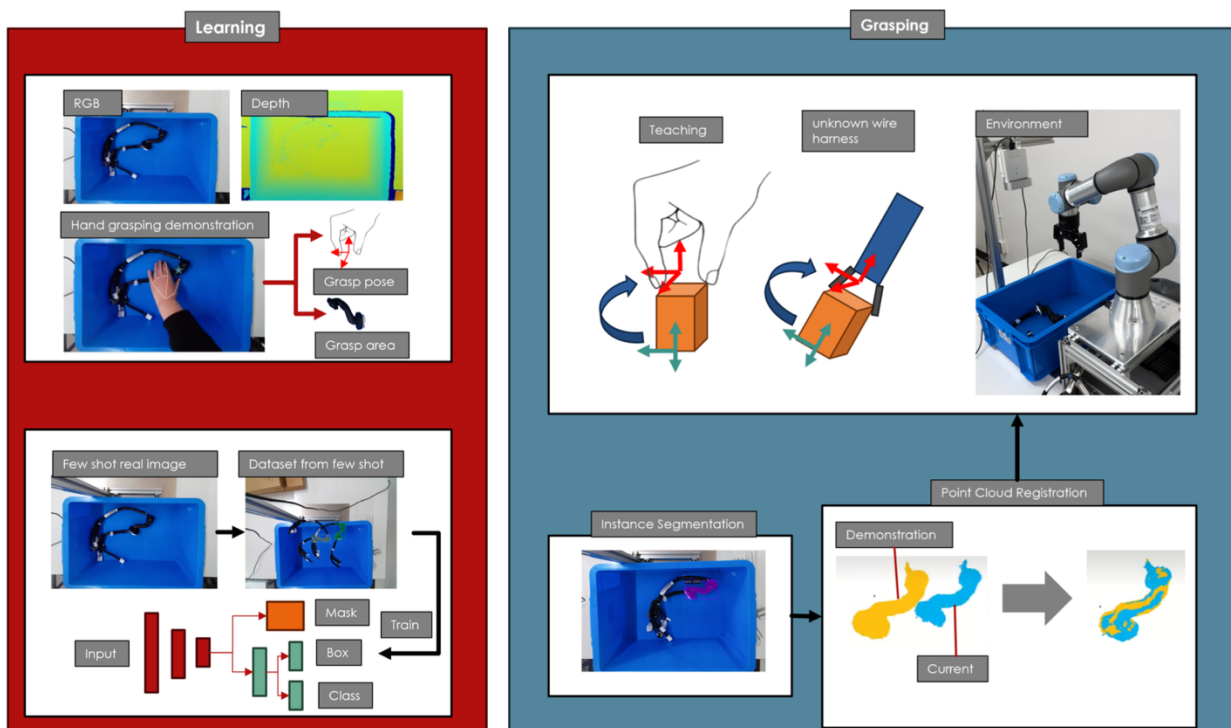 Learning
RGB
Depth
Hand grasping demonstration
Grasp pose
Grasp area
Few shot real image
Dataset from few shot
Mask
Train
Input
Box
Class
Grasping
Teaching
unknown wire
harness
Environment
Point Cloud Registration
Instance Segmentation
Demonstration
Current